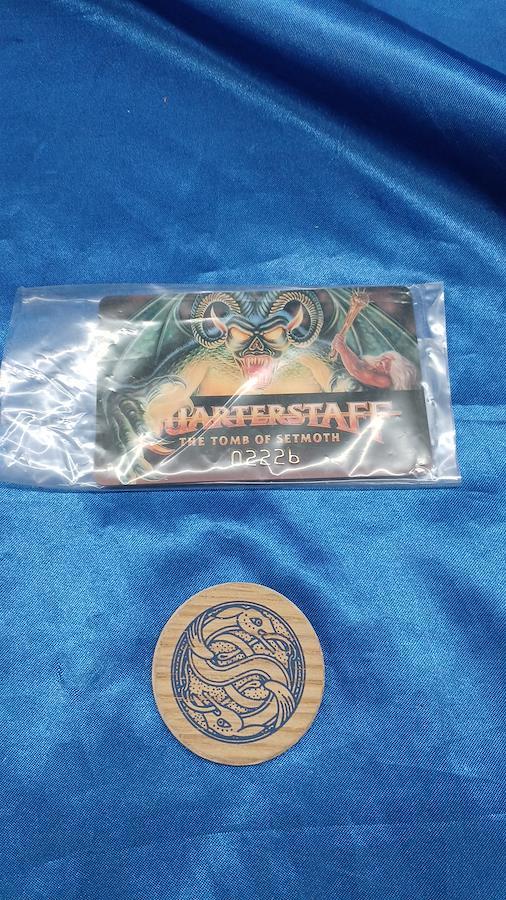 QUARTERSTAFF
THE TOMB OF SETMOTH
02226